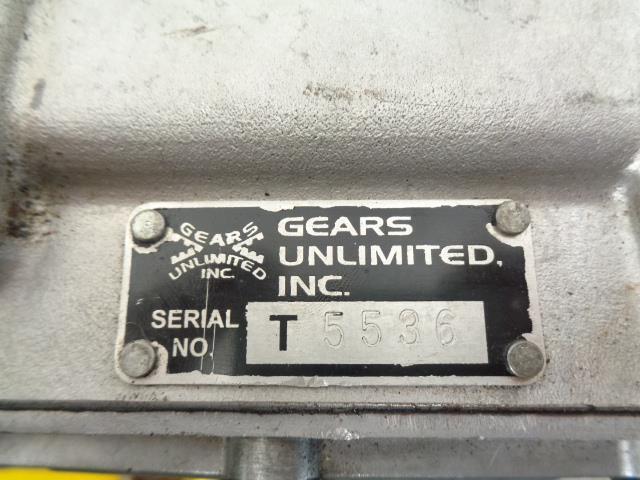 GEARS
UNLIMITED
INC.
GEARS
UNLIMITED,
INC.
SERIAL
NO.
T 5536